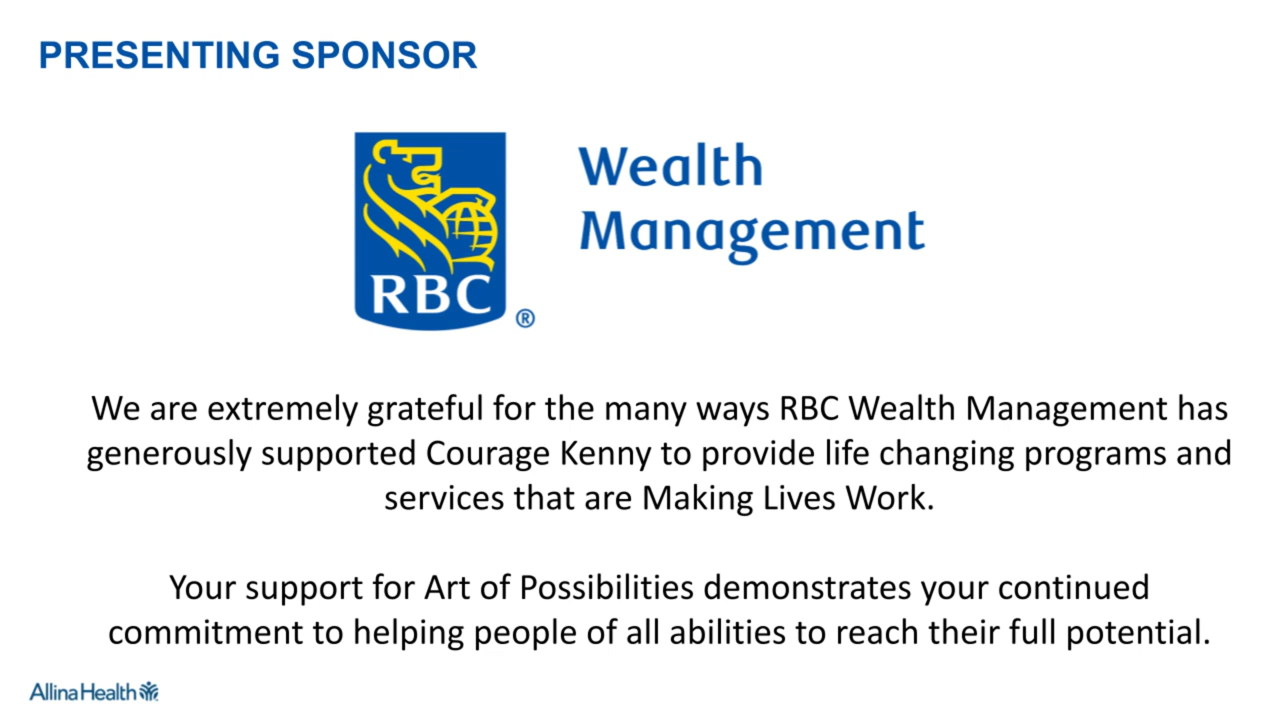 PRESENTING SPONSOR
Wealth
Management
RBC
®
We are extremely grateful for the many ways RBC Wealth Management has
generously supported Courage Kenny to provide life changing programs and
services that are Making Lives Work.
Your support for Art of Possibilities demonstrates your continued
commitment to helping people of all abilities to reach their full potential.
Allina Health